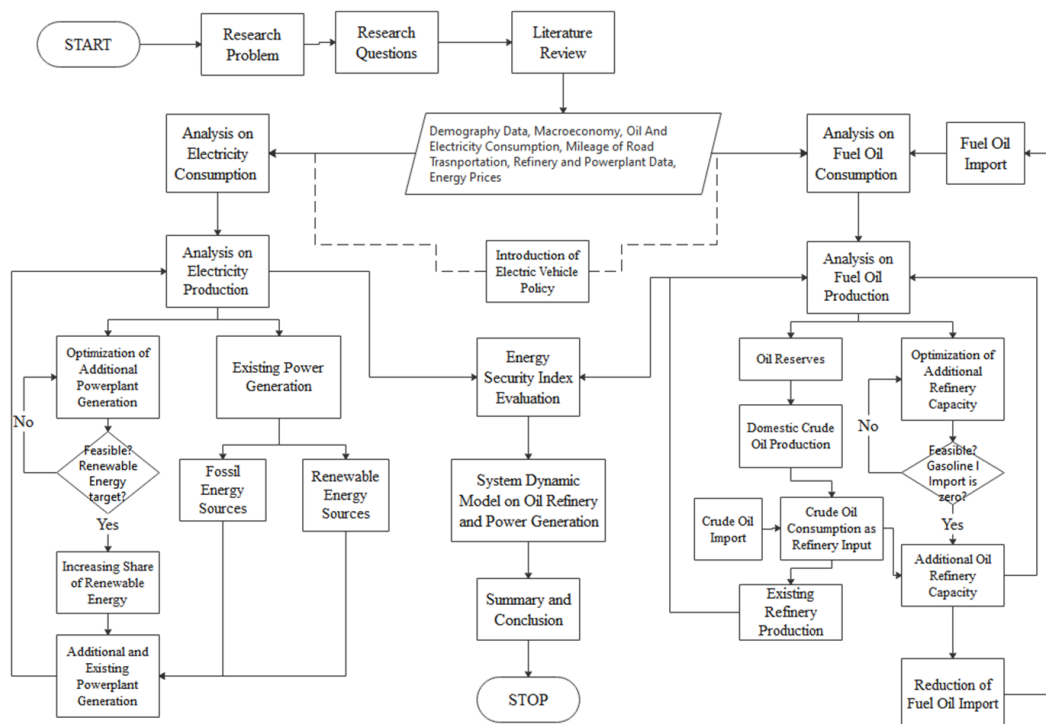 START
Research
Problem
Research
Questions
Literature
Review
Demography Data, Macroeconomy, Oil And
Electricity Consumption, Mileage of Road
Trasnportation, Refinery and Powerplant Data,
Energy Prices
Analysis on
Electricity
Consumption
Analysis on
Fuel Oil
Consumption
Fuel Oil
Import
Analysis on
Electricity
Production
Introduction of
Electric Vehicle
Policy
Analysis on
Fuel Oil
Production
Optimization of
Additional
Powerplant
Generation
Existing Power
Generation
Energy
Security Index
Evaluation
Oil Reserves
Optimization of
Additional
Refinery
Capacity
No
Feasible?
Renewable
Energy
target?
Yes
Fossil
Energy
Sources
Renewable
Energy
Sources
System Dynamic
Model on Oil Refinery
and Power Generation
Domestic Crude
Oil Production
No
Feasible?
Gasoline I
Import is
zero?
Yes
Crude Oil
Import
Crude Oil
Consumption as
Refinery Input
Additional Oil
Refinery
Capacity
Increasing Share
of Renewable
Energy
Summary and
Conclusion
Existing
Refinery
Production
Additional and
Existing
Powerplant
Generation
STOP
Reduction of
Fuel Oil Import